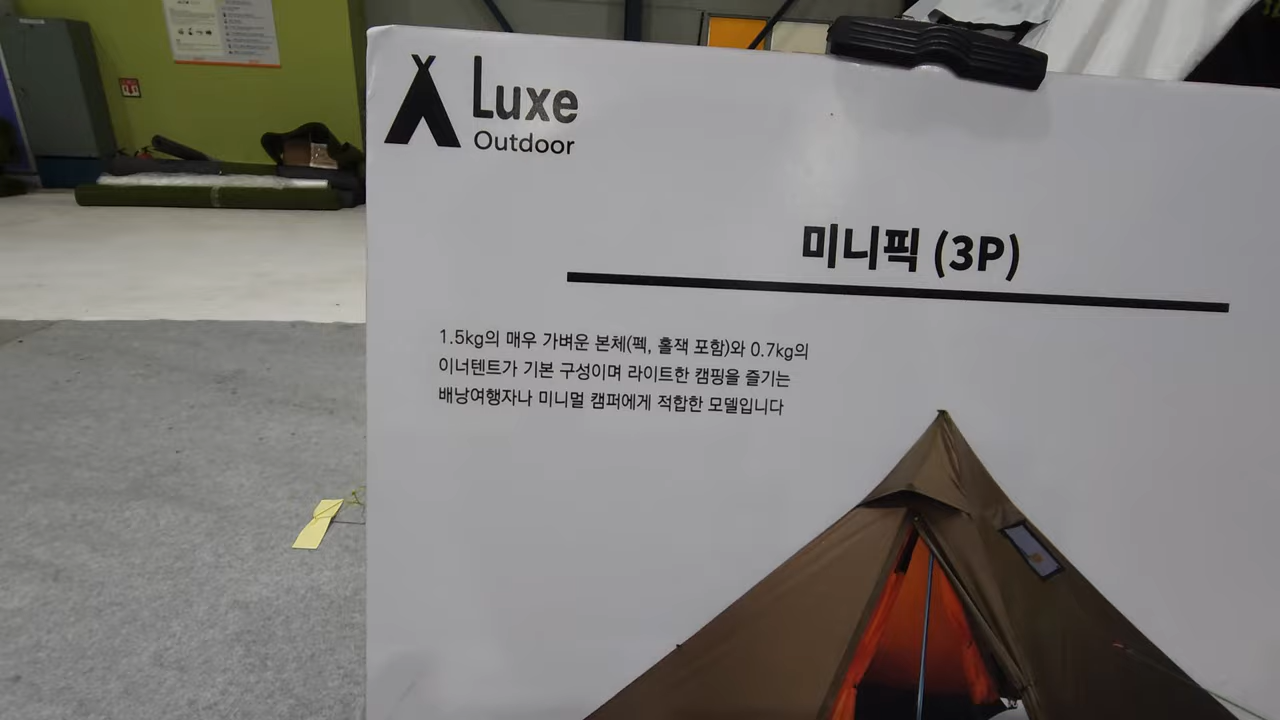 Luxe
Outdoor
미니픽 (3P)
1.5kg의 매우 가벼운 본체(펙, 홀잭 포함)와 0.7kg의
이너텐트가 기본 구성이며 라이트한 캠핑을 즐기는
배낭여행자나 미니멀 캠퍼에게 적합한 모델입니다